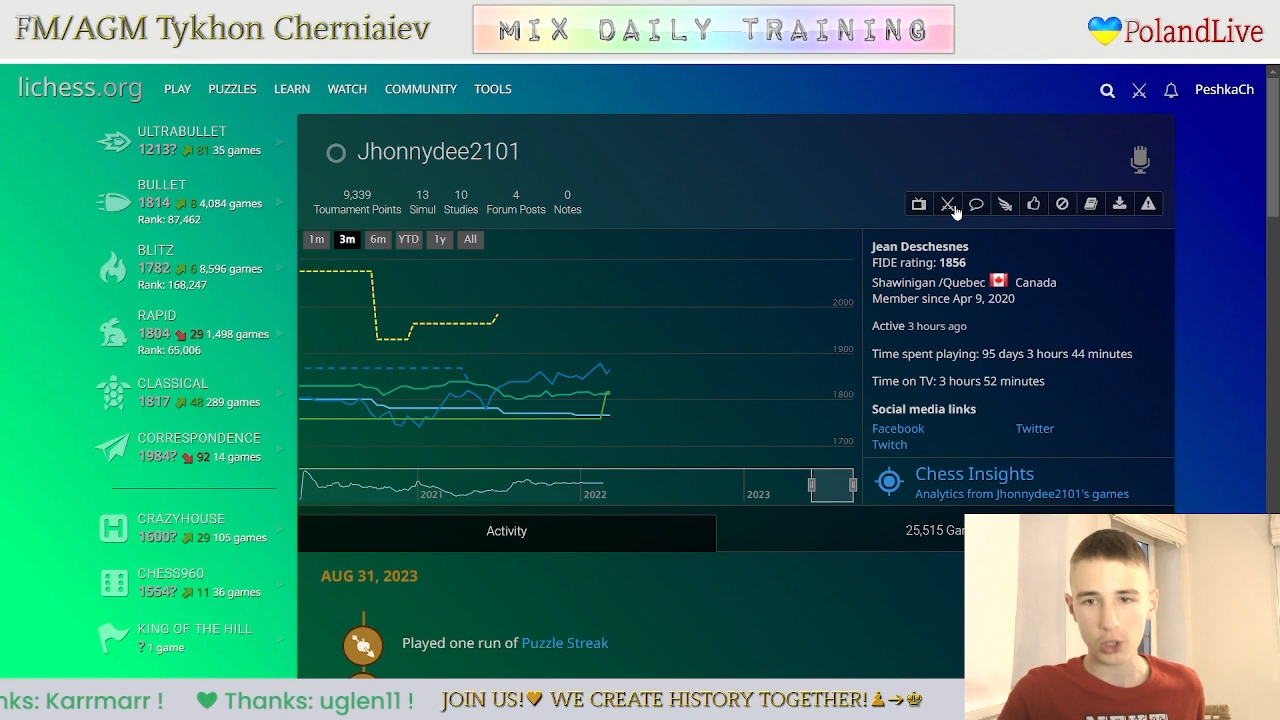 FM/AGM Tykhon Cherniaiev
MIX DAILY TRAINING
PolandLive
lichess.org
PLAY PUZZLES LEARN WATCH COMMUNITY TOOLS
PeshkaCh
ULTRABULLET
1213? 81 35 games
BULLET
1814 8 4,084 games
Rank: 87,462
BLITZ
1782 6 8,596 games
Rank: 168,247
RAPID
1804 29 1,498 games
Rank: 65,006
CLASSICAL
1817 48 289 games
CORRESPONDENCE
1984? 92 14 games
CRAZYHOUSE
1600? 29 105 games
CHESS960
1554? 11 36 games
KING OF THE HILL
? 1 game
Jhonnydee2101
9,339 13 10 4 0
Tournament Points Simul Studies Forum Posts Notes
1m 3m 6m YTD 1y All
2000
1900
1800
1700
2021 2022 2023
Jean Deschesnes
FIDE rating: 1856
Shawinigan /Quebec Canada
Member since Apr 9, 2020
Active 3 hours ago
Time spent playing: 95 days 3 hours 44 minutes
Time on TV: 3 hours 52 minutes
Social media links
Facebook Twitter
Twitch
Chess Insights
Analytics from Jhonnydee2101's games
Activity
25,515 Gam
AUG 31, 2023
Played one run of Puzzle Streak
nks: Karrmarr ! Thanks: uglen11 ! JOIN US! WE CREATE HISTORY TOGETHER!